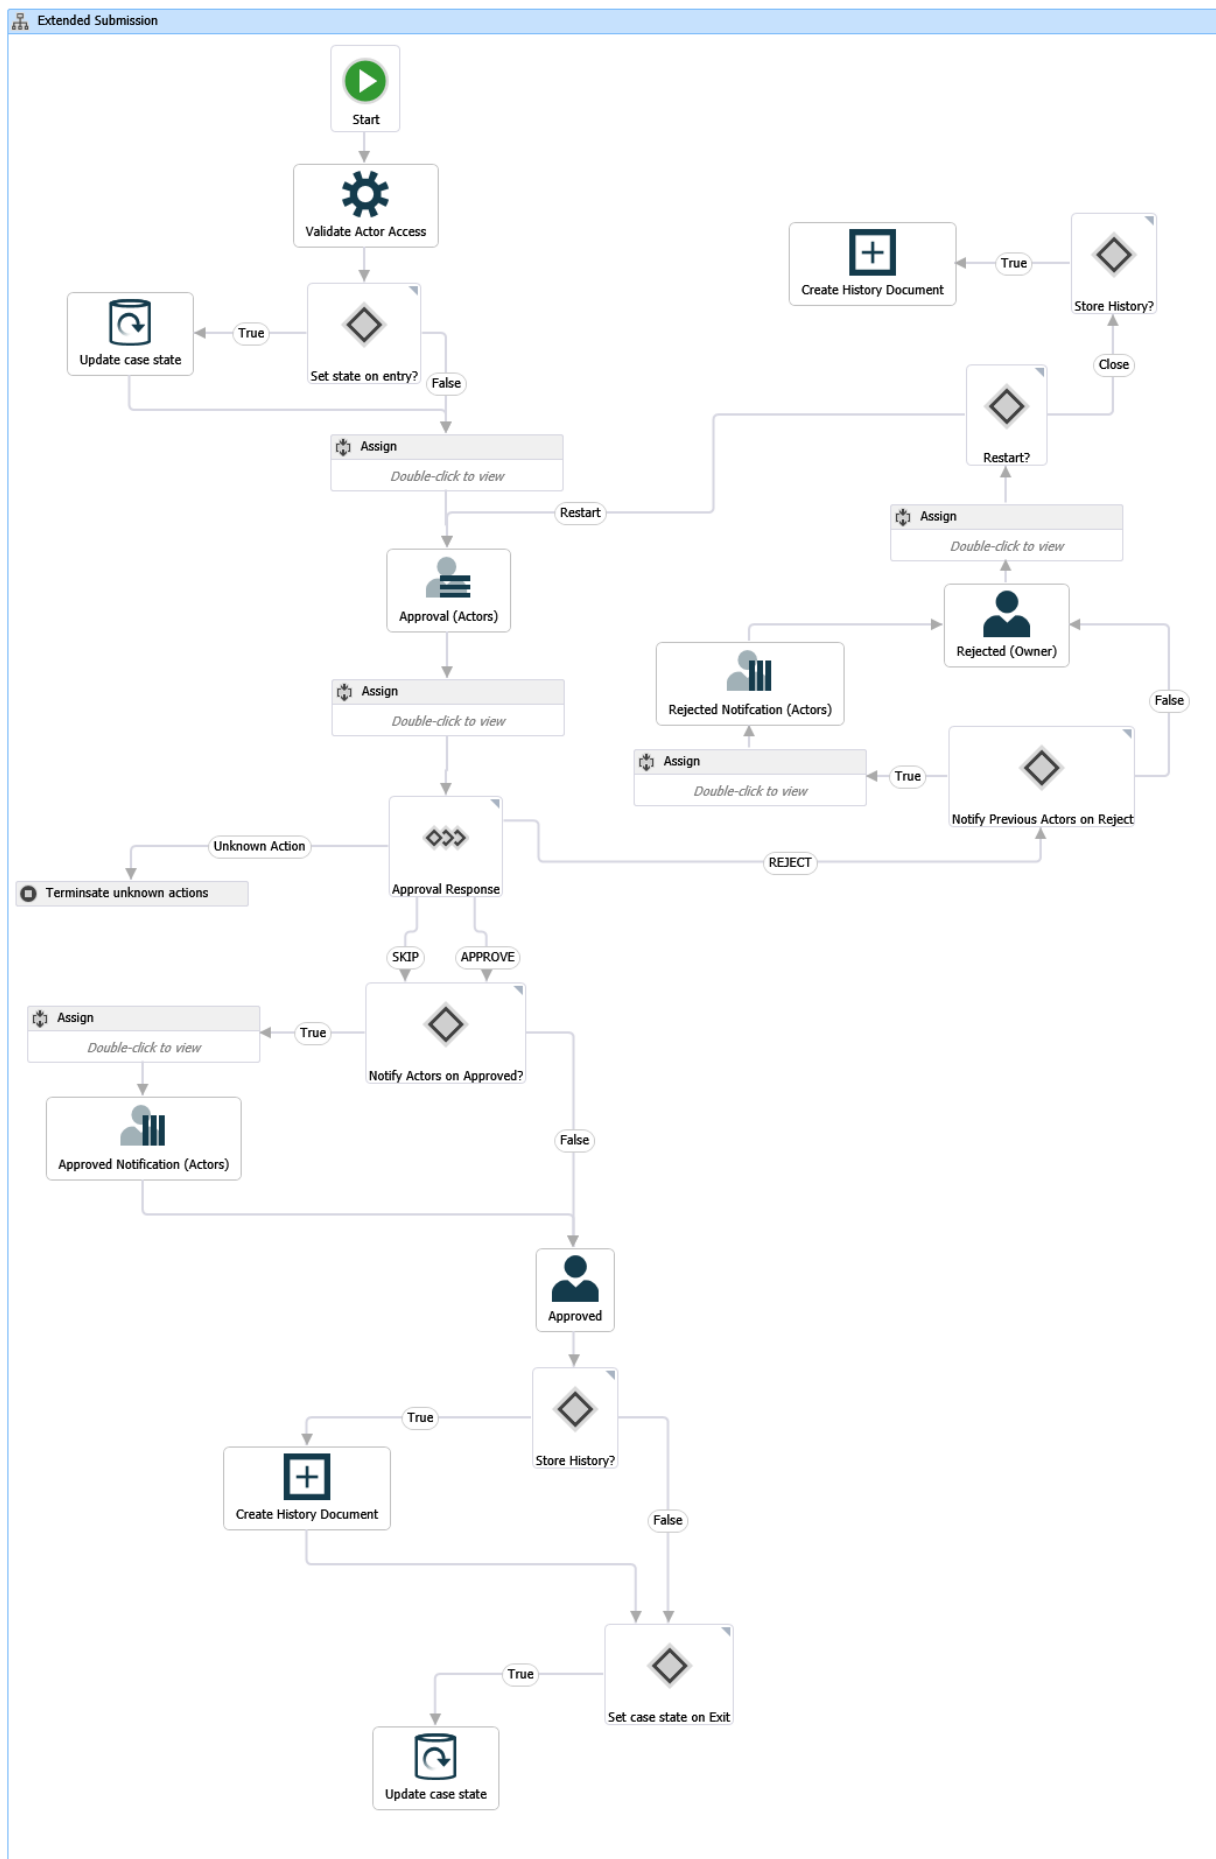 Extended Submission
Start
Validate Actor Access
Create History Document
True
Store History?
Update case state
True
Set state on entry?
False
Close
Assign
Double-click to view
Restart?
Restart
Assign
Double-click to view
Approval (Actors)
Rejected (Owner)
Rejected Notifcation (Actors)
False
Assign
Double-click to view
Assign
Double-click to view
True
Notify Previous Actors on Reject
Unknown Action
REJECT
Approval Response
Terminsate unknown actions
SKIP
APPROVE
Assign
Double-click to view
True
Notify Actors on Approved?
Approved Notification (Actors)
False
Approved
True
Store History?
Create History Document
False
True
Set case state on Exit
Update case state